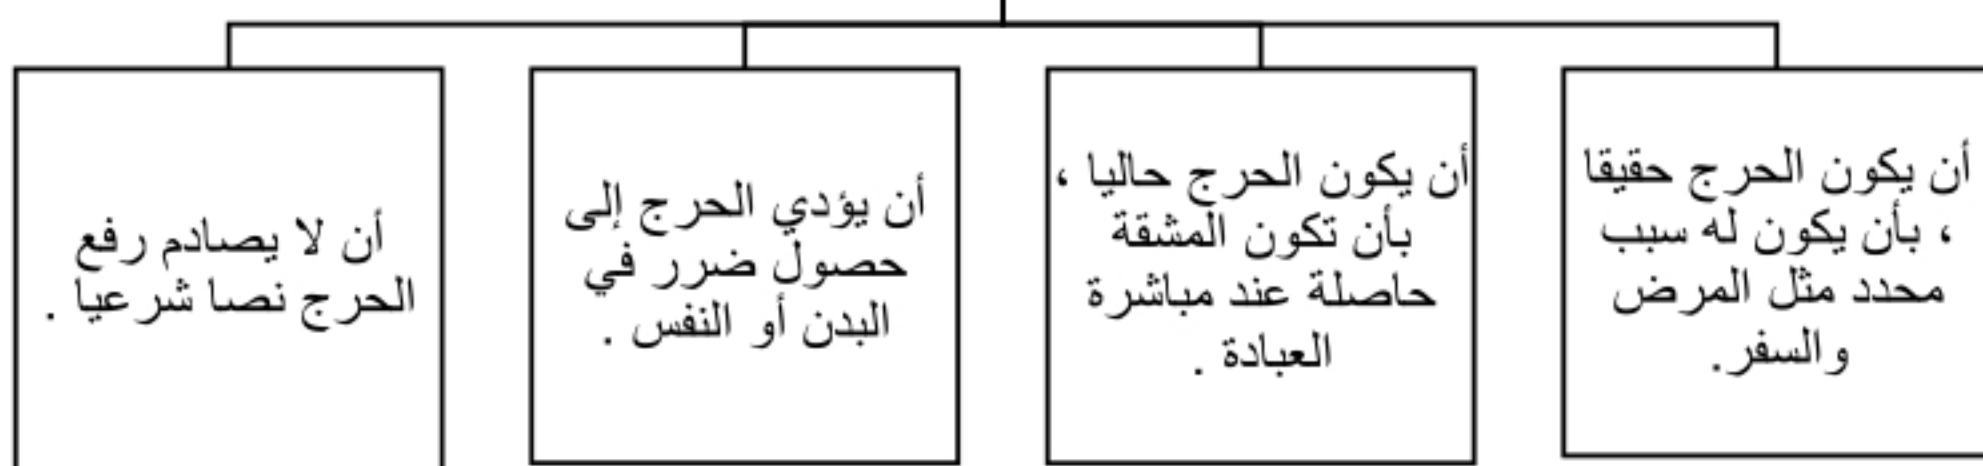 أن يكون الحرج حقيقا
، بأن يكون له سبب
محدد مثل المرض
والسفر.
أن يكون الحرج حاليا ،
بأن تكون المشقة
حاصلة عند مباشرة
العبادة .
أن يؤدي الحرج إلى
حصول ضرر في
البدن أو النفس .
أن لا يصادم رفع
الحرج نصا شرعيا .